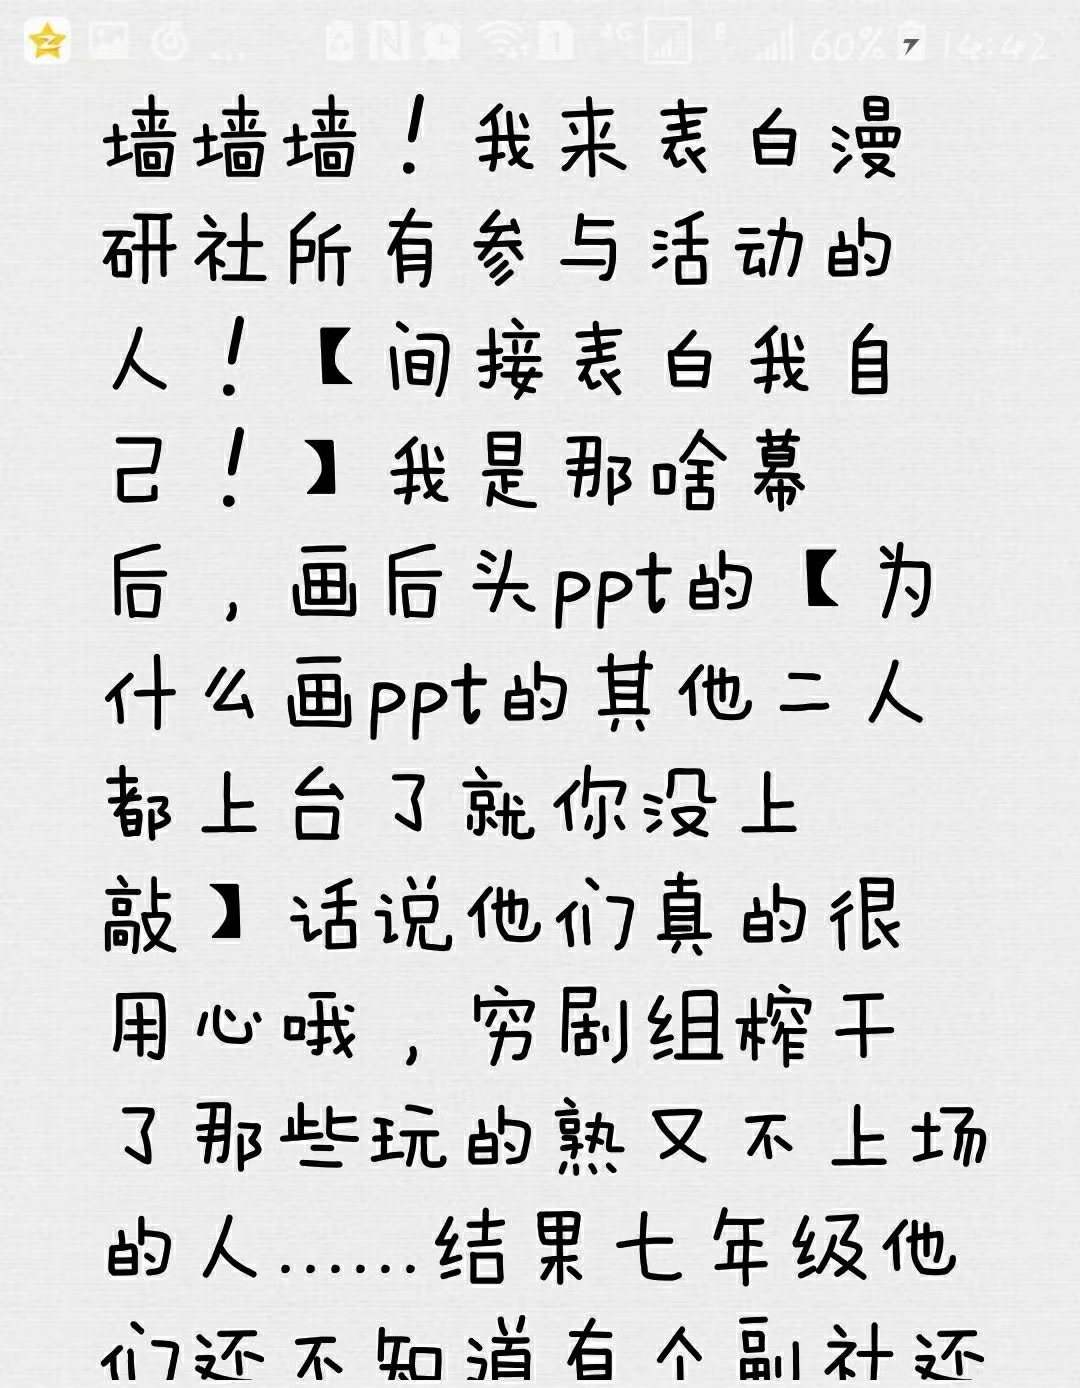 1 4G E 60% 14:42
墙墙墙！我来表白漫
研社所有参与活动的
人！【间接表白我自
己！】我是那啥幕
后，画后头ppt的【为
什么画ppt的其他二人
都上台了就你没上
敲】话说他们真的很
用心哦，穷剧组榨干
了那些玩的熟又不上场
的人......结果七年级他
们还不知道有个副社还